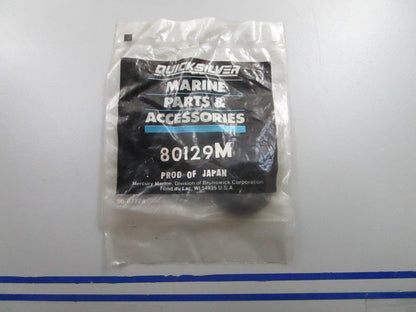 QUICKSILVER
MARINE
PARTS &
ACCESSORIES
80129M
PROD OF JAPAN
Mercury Marine, Division of Brunswick Corporation
Fond du Lac, WI 54935 U.S.A.